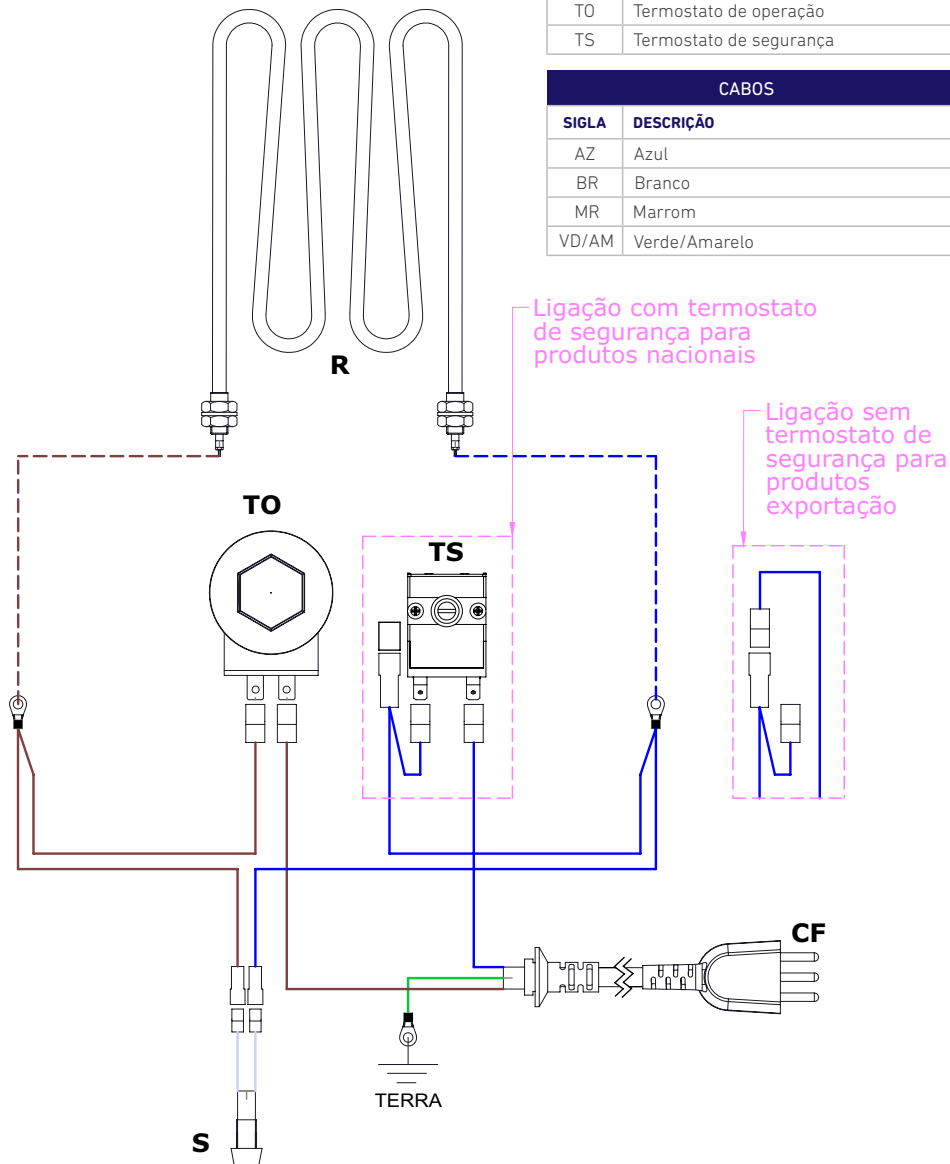 TO Termostato de operação
TS Termostato de segurança
CABOS
SIGLA DESCRIÇÃO
AZ Azul
BR Branco
MR Marrom
VD/AM Verde/Amarelo
Ligação com termostato
de segurança para
produtos nacionais
R
Ligação sem
termostato de
segurança para
produtos
exportação
TO
TS
CF
TERRA
S